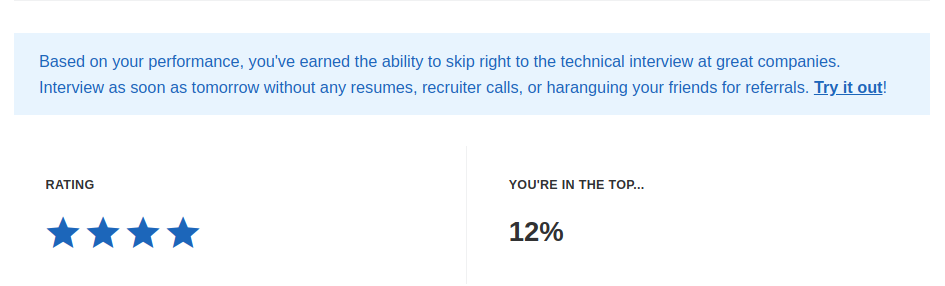 Based on your performance, you've earned the ability to skip right to the technical interview at great companies.
Interview as soon as tomorrow without any resumes, recruiter calls, or haranguing your friends for referrals. Try it out!
RATING
YOU'RE IN THE TOP...
12%